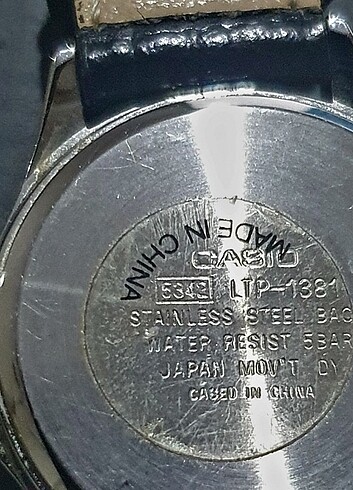 MADE IN CHINA
CASIO
5343 LTP-1381
STAINLESS STEEL BAC
WATER RESIST 5BAR
JAPAN MOV'T DY
CASED IN CHINA